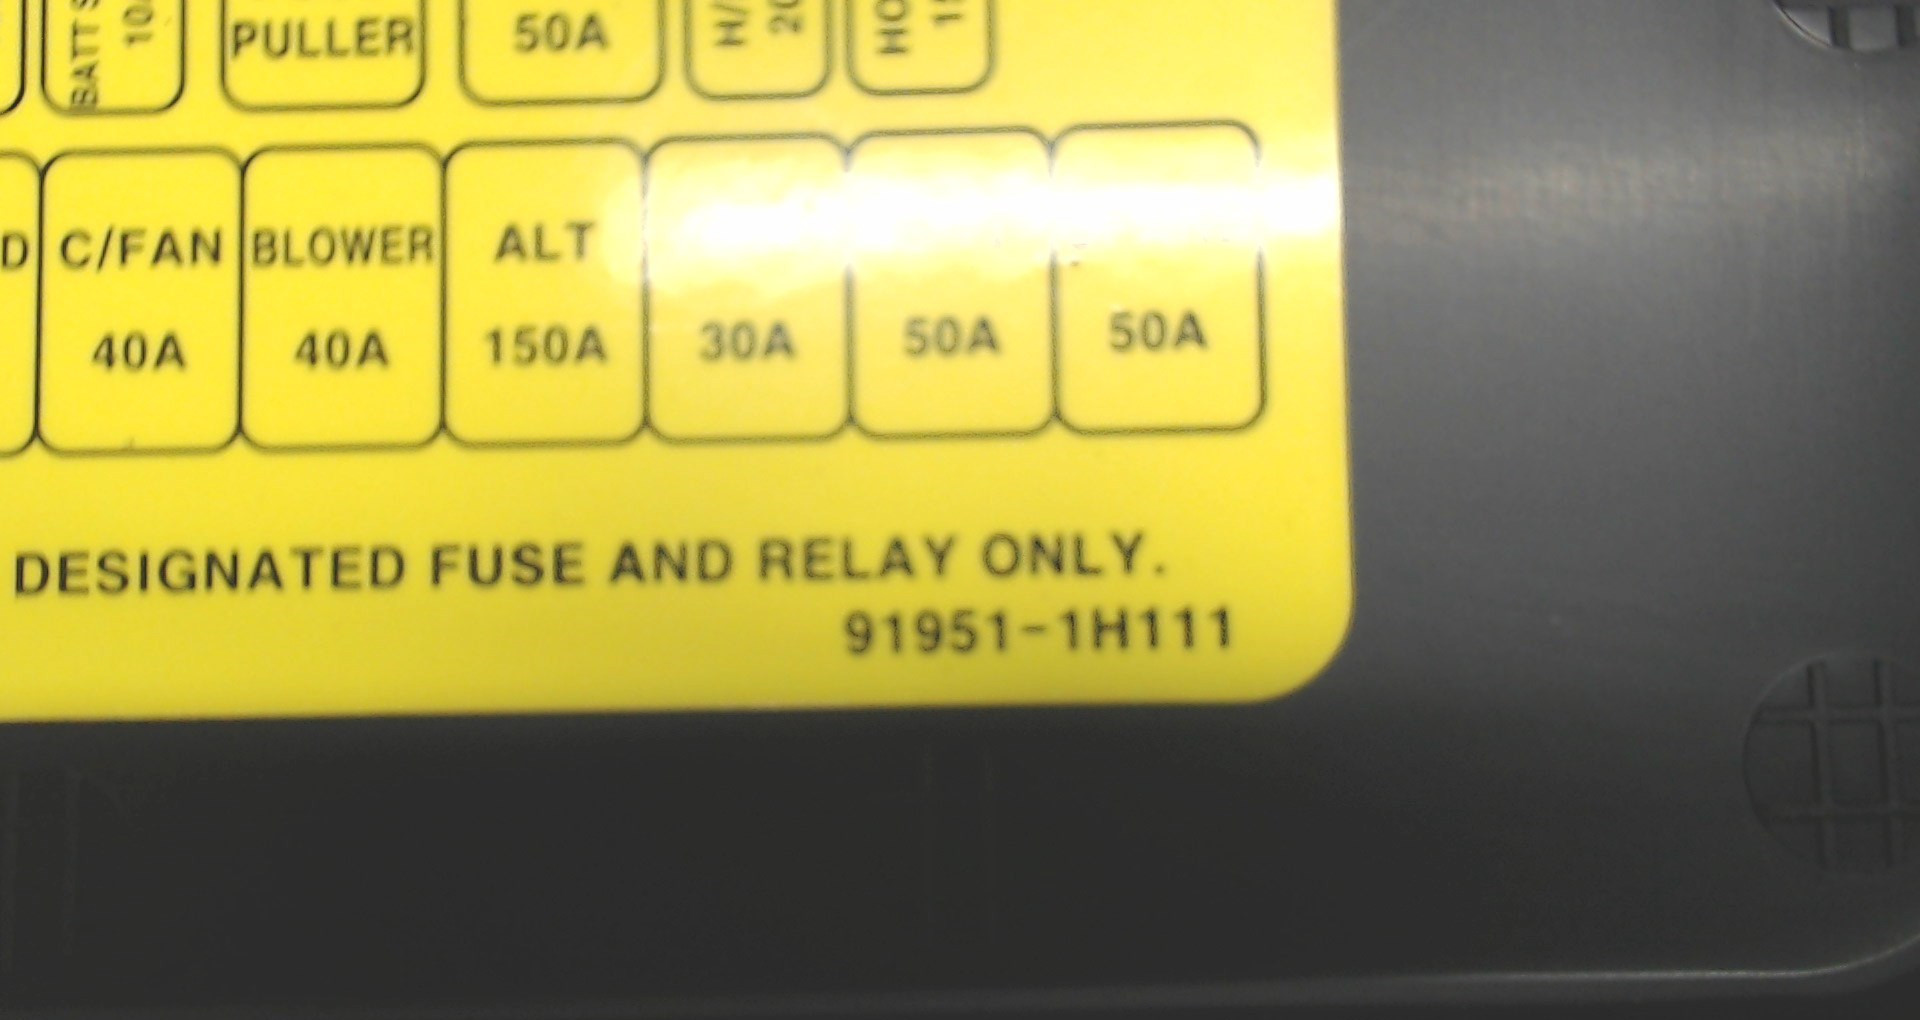 PULLER 50A
C/FAN BLOWER ALT
40A 40A 150A 30A 50A 50A
DESIGNATED FUSE AND RELAY ONLY.
91951-1H111